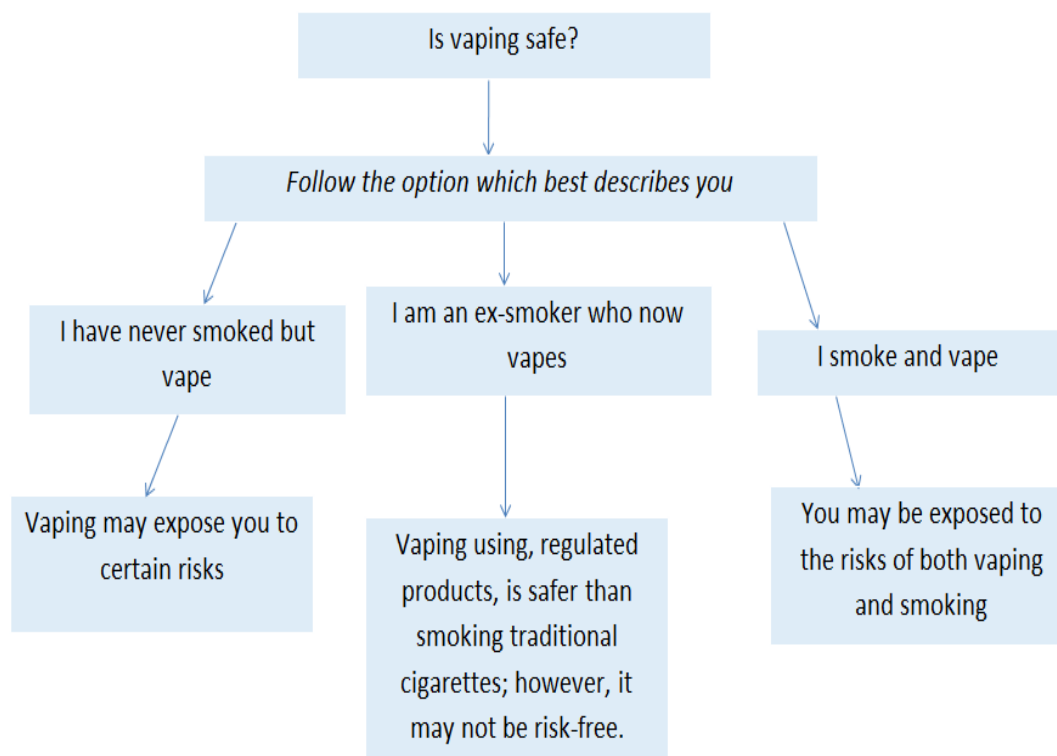 Is vaping safe?
Follow the option which best describes you
I have never smoked but
vape
I am an ex-smoker who now
vapes
I smoke and vape
Vaping may expose you to
certain risks
Vaping using, regulated
products, is safer than
smoking traditional
cigarettes; however, it
may not be risk-free.
You may be exposed to
the risks of both vaping
and smoking